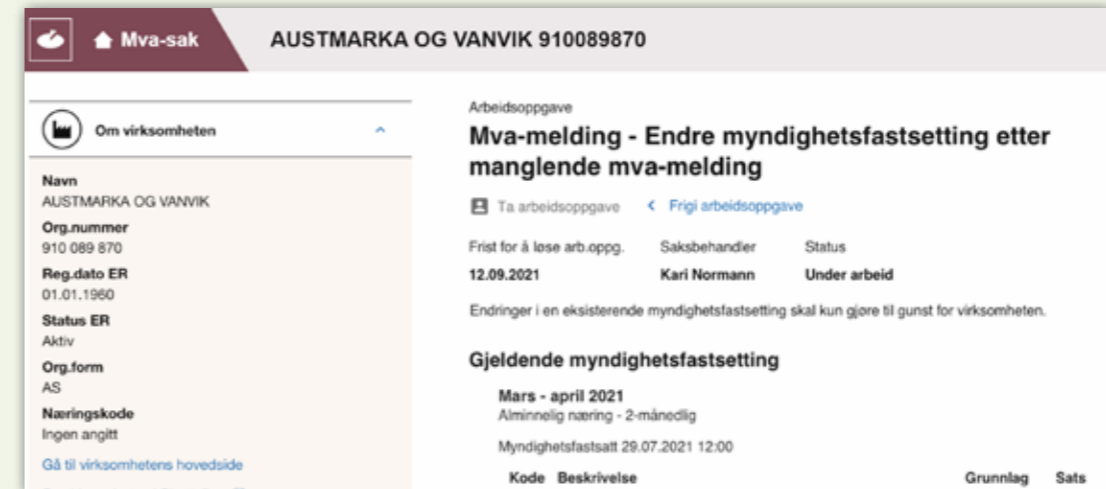 Mva-sak
AUSTMARKA OG VANVIK 910089870
Om virksomheten
Navn
AUSTMARKA OG VANVIK
Org.nummer
910 089 870
Reg.dato ER
01.01.1960
Status ER
Aktiv
Org.form
AS
Næringskode
Ingen angitt
Gå til virksomhetens hovedside
Arbeidsoppgave
Mva-melding - Endre myndighetsfastsetting etter
manglende mva-melding
Ta arbeidsoppgave Frigi arbeidsoppgave
Frist for å løse arb.oppg. Saksbehandler Status
12.09.2021 Kari Normann Under arbeid
Endringer i en eksisterende myndighetsfastsetting skal kun gjøre til gunst for virksomheten.
Gjeldende myndighetsfastsetting
Mars - april 2021
Alminnelig næring - 2-månedlig
Myndighetsfastsatt 29.07.2021 12:00
Kode Beskrivelse Grunnlag Sats